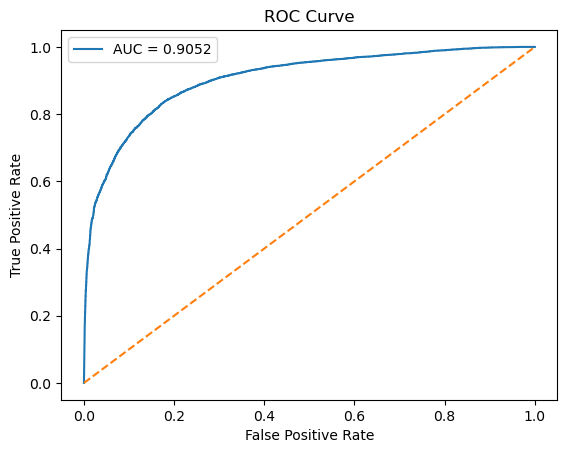 ROC Curve
AUC = 0.9052
1.0
0.8
0.6
0.4
0.2
0.0
True Positive Rate
0.0 0.2 0.4 0.6 0.8 1.0
False Positive Rate